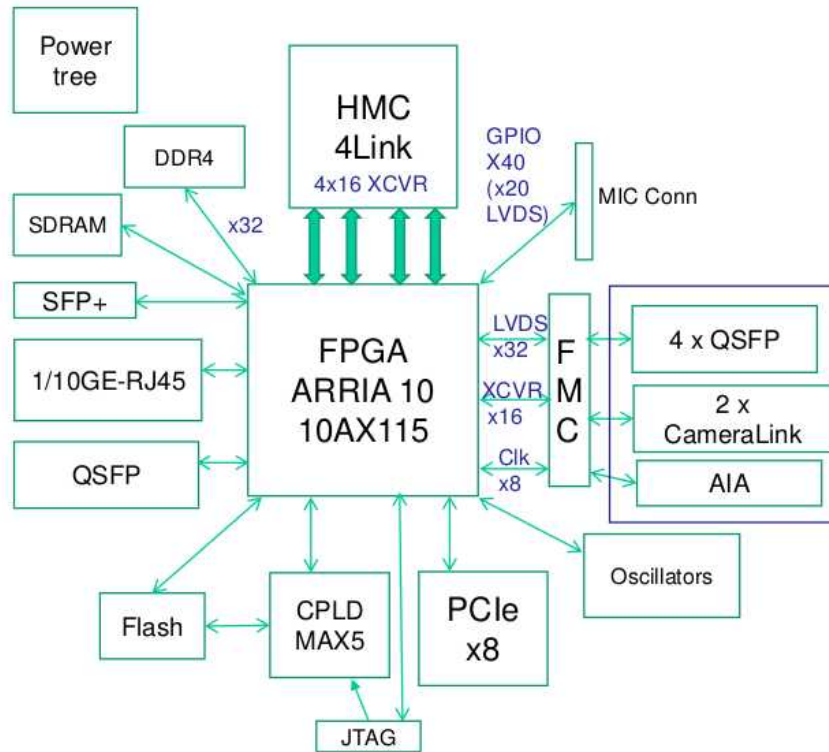 Power
tree
HMC
4Link
4x16 XCVR
GPIO
X40
(x20
LVDS)
MIC Conn
DDR4
x32
SDRAM
SFP+
1/10GE-RJ45
QSFP
FPGA
ARRIA 10
10AX115
LVDS
x32
XCVR
x16
Clk
x8
F
M
C
4 x QSFP
2 x
CameraLink
AIA
Oscillators
Flash
CPLD
MAX5
PCIe
x8
JTAG